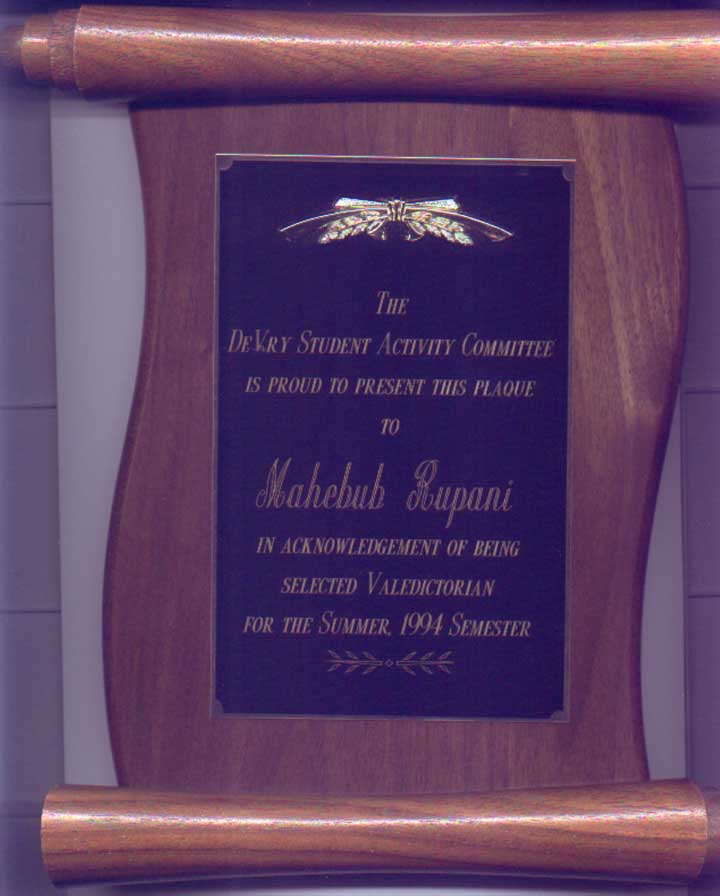 THE
DEVRY STUDENT ACTIVITY COMMITTEE
IS PROUD TO PRESENT THIS PLAQUE
TO
Mahebub Rupani
IN ACKNOWLEDGEMENT OF BEING
SELECTED VALEDICTORIAN
FOR THE SUMMER, 1994 SEMESTER